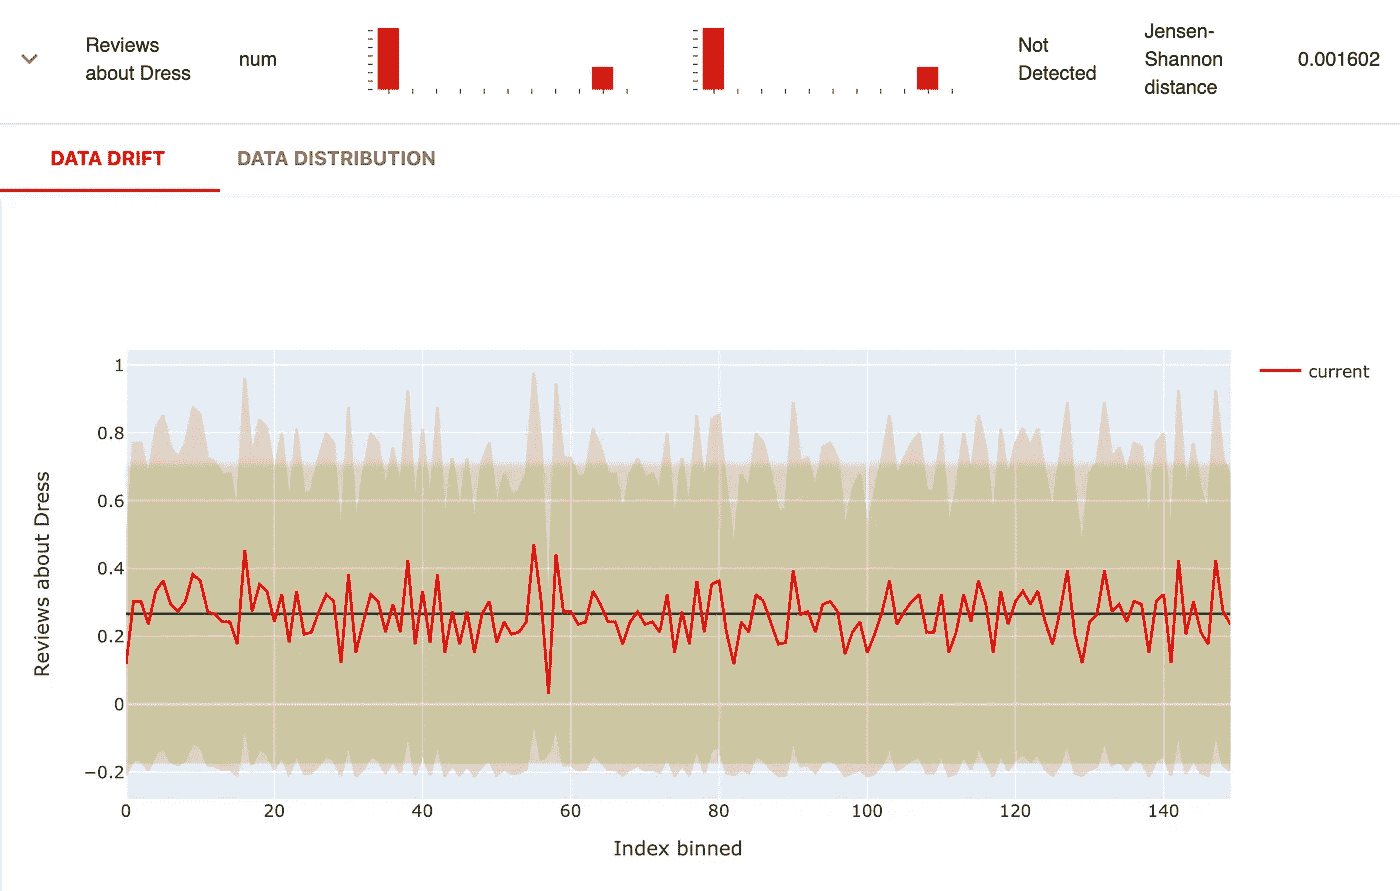 Reviews
about Dress
num
Not
Detected
Jensen-
Shannon
distance
0.001602
DATA DRIFT
DATA DISTRIBUTION
1
0.8
0.6
0.4
0.2
0
−0.2
Reviews about Dress
0
20
40
60
80
100
120
140
Index binned
current